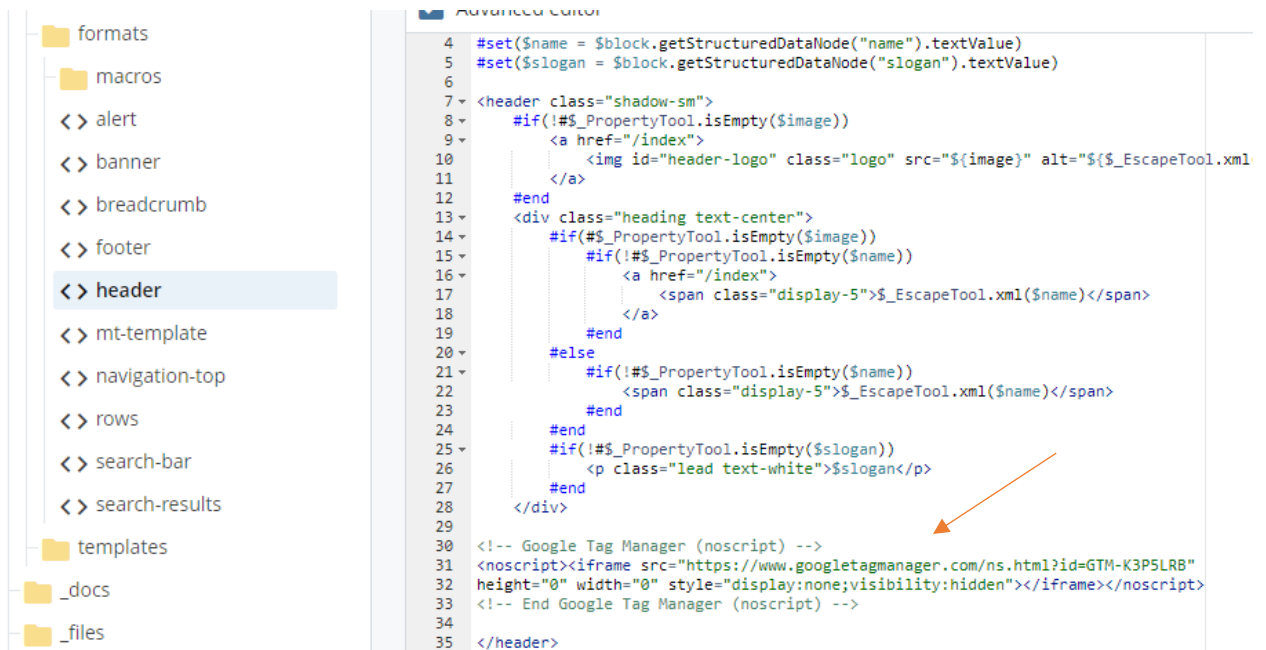 formats
macros
alert
banner
breadcrumb
footer
header
mt-template
navigation-top
rows
search-bar
search-results
templates
_docs
_files
Advanced Editor
4 #set($name = $block.getStructuredDataNode("name").textValue)
5 #set($slogan = $block.getStructuredDataNode("slogan").textValue)
6
7 <header class="shadow-sm">
8 #if(!#$_PropertyTool.isEmpty($image))
9 <a href="/index">
10 <img id="header-logo" class="logo" src="${image}" alt="${$_EscapeTool.xml(
11 </a>
12 #end
13 <div class="heading text-center">
14 #if(#$_PropertyTool.isEmpty($image))
15 #if(!#$_PropertyTool.isEmpty($name))
16 <a href="/index">
17 <span class="display-5">$_EscapeTool.xml($name)</span>
18 </a>
19 #end
20 #else
21 #if(!#$_PropertyTool.isEmpty($name))
22 <span class="display-5">$_EscapeTool.xml($name)</span>
23 #end
24 #end
25 #if(!#$_PropertyTool.isEmpty($slogan))
26 <p class="lead text-white">$slogan</p>
27 #end
28 </div>
29
30 <!-- Google Tag Manager (noscript) -->
31 <noscript><iframe src="https://www.googletagmanager.com/ns.html?id=GTM-K3P5LRB"
32 height="0" width="0" style="display:none;visibility:hidden"></iframe></noscript>
33 <!-- End Google Tag Manager (noscript) -->
34
35 </header>